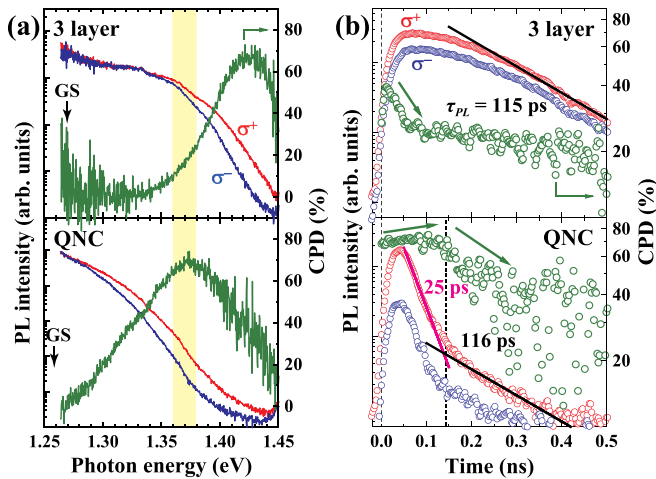 (a)
3 layer
GS
σ+
σ−
80
60
40
20
0
QNC
GS
80
60
40
20
0
PL intensity (arb. units)
CPD (%)
1.25 1.30 1.35 1.40 1.45
Photon energy (eV)
(b)
σ+
3 layer
σ−
τPL = 115 ps
80
60
40
20
QNC
25 ps
116 ps
80
60
40
20
PL intensity (arb. units)
CPD (%)
0.0 0.1 0.2 0.3 0.4 0.5
Time (ns)